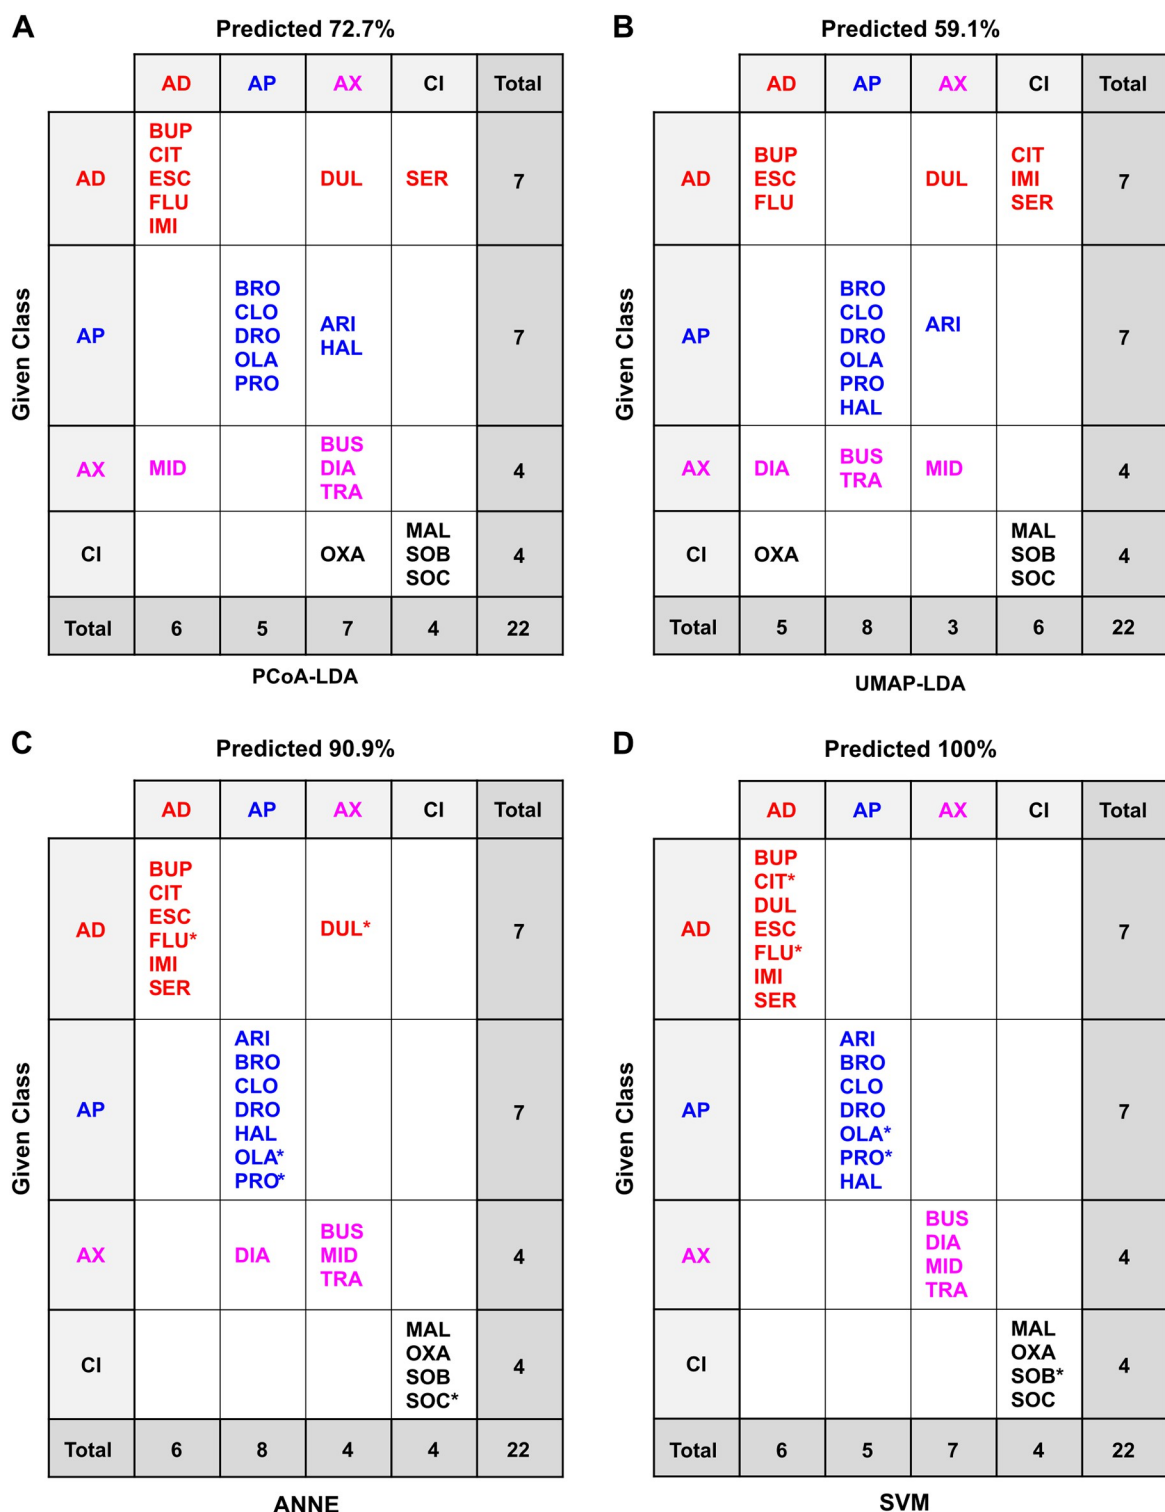 A
Predicted 72.7%
AD AP AX CI Total
Given Class
AD
BUP
CIT
ESC
FLU
IMI
DUL
SER
7
AP
BRO
CLO
DRO
OLA
PRO
ARI
HAL
7
AX
MID
BUS
DIA
TRA
4
CI
OXA
MAL
SOB
SOC
4
Total 6 5 7 4 22
PCoA-LDA
B
Predicted 59.1%
AD AP AX CI Total
Given Class
AD
BUP
ESC
FLU
DUL
CIT
IMI
SER
7
AP
BRO
CLO
DRO
OLA
PRO
HAL
ARI
7
AX
DIA
BUS
TRA
MID
4
CI
OXA
MAL
SOB
SOC
4
Total 5 8 3 6 22
UMAP-LDA
C
Predicted 90.9%
AD AP AX CI Total
Given Class
AD
BUP
CIT
ESC
FLU*
IMI
SER
DUL*
7
AP
ARI
BRO
CLO
DRO
HAL
OLA*
PRO*
7
AX
DIA
BUS
MID
TRA
4
CI
MAL
OXA
SOB
SOC*
4
Total 6 8 4 4 22
ANNE
D
Predicted 100%
AD AP AX CI Total
Given Class
AD
BUP
CIT*
DUL
ESC
FLU*
IMI
SER
7
AP
ARI
BRO
CLO
DRO
OLA*
PRO*
HAL
7
AX
BUS
DIA
MID
TRA
4
CI
MAL
OXA
SOB*
SOC
4
Total 6 5 7 4 22
SVM